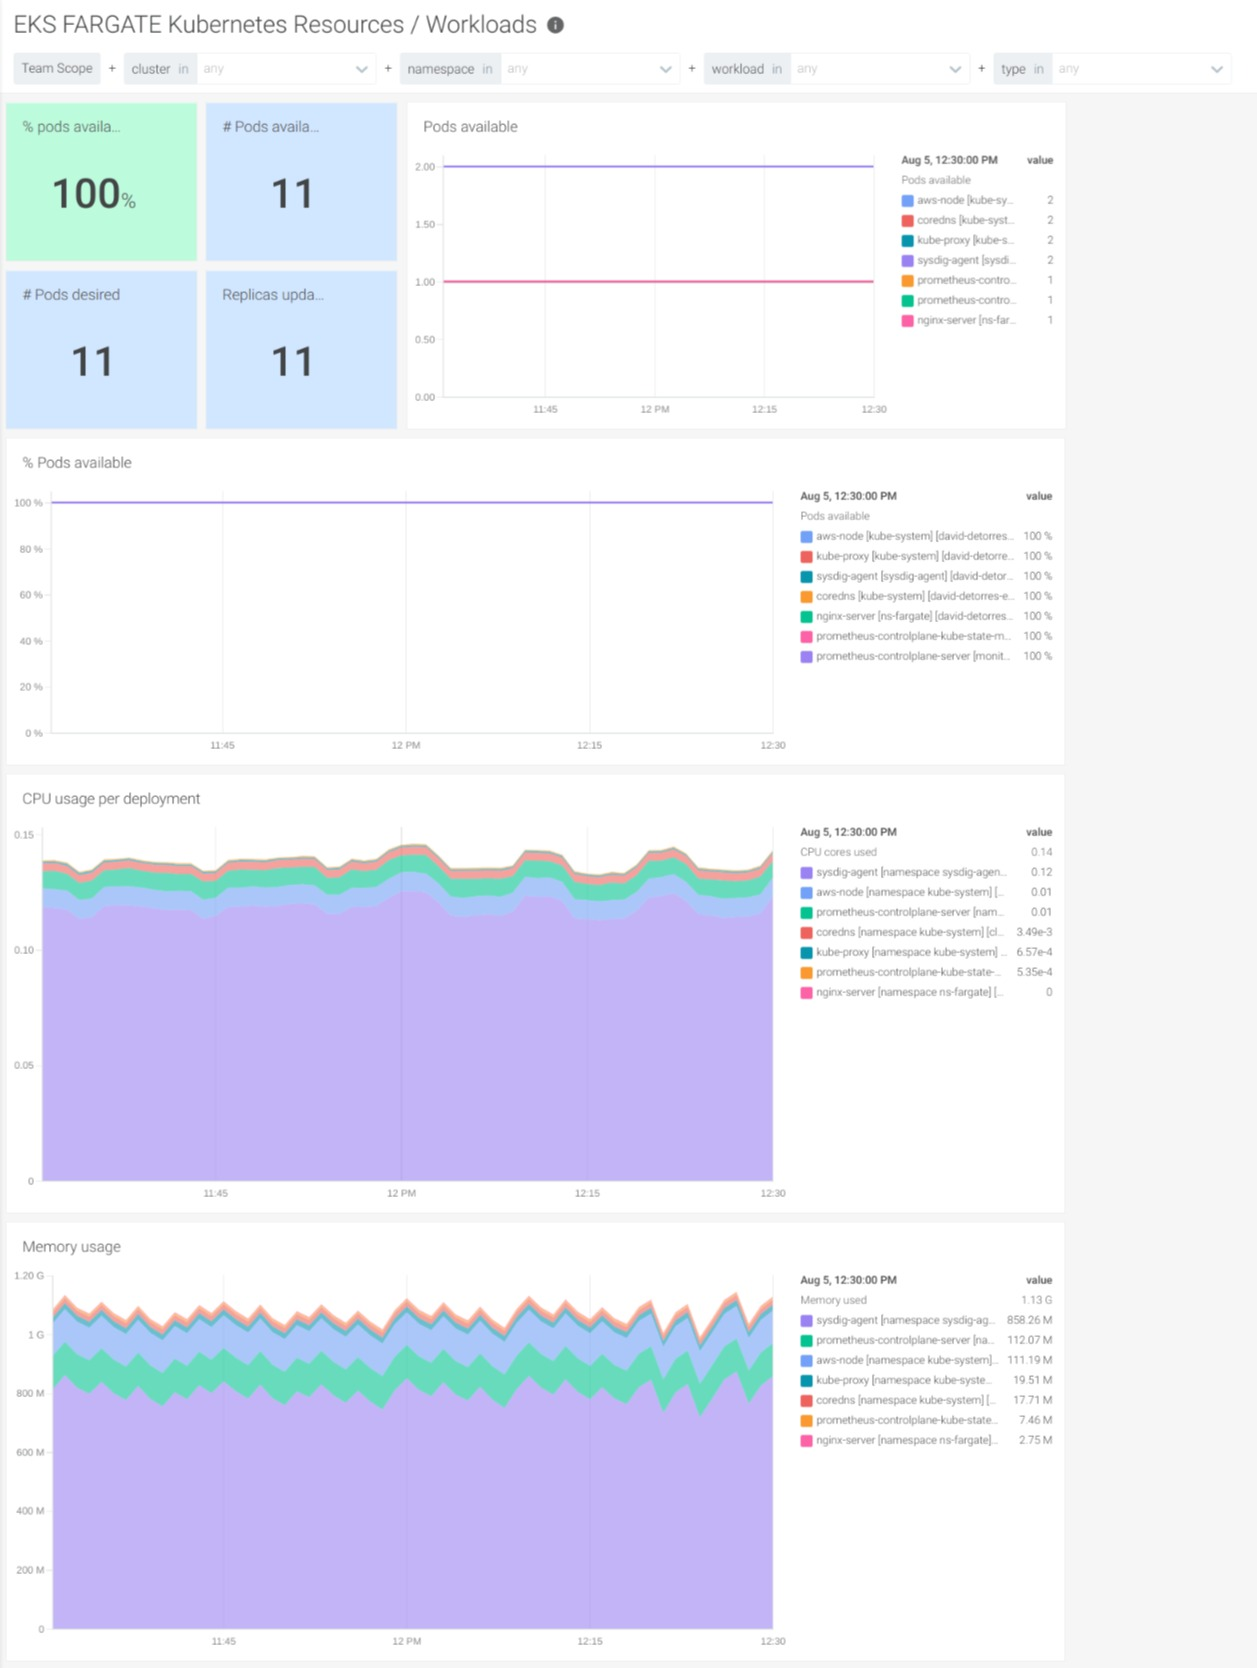 EKS FARGATE Kubernetes Resources / Workloads
Team Scope + cluster in any + namespace in any + workload in any + type in any
% pods availa...
100%
# Pods availa...
11
# Pods desired
11
Replicas upda...
11
Pods available
2.00
1.50
1.00
0.50
0.00
11:45 12 PM 12:15 12:30
Aug 5, 12:30:00 PM value
Pods available
aws-node [kube-sy... 2
coredns [kube-syst... 2
kube-proxy [kube-s... 2
sysdig-agent [sysdi... 2
prometheus-contro... 1
prometheus-contro... 1
nginx-server [ns-far... 1
% Pods available
100 %
80 %
60 %
40 %
20 %
0 %
11:45 12 PM 12:15 12:30
Aug 5, 12:30:00 PM value
Pods available
aws-node [kube-system] [david-detorres... 100 %
kube-proxy [kube-system] [david-detorre... 100 %
sysdig-agent [sysdig-agent] [david-detor... 100 %
coredns [kube-system] [david-detorres-e... 100 %
nginx-server [ns-fargate] [david-detorres... 100 %
prometheus-controlplane-kube-state-m... 100 %
prometheus-controlplane-server [monit... 100 %
CPU usage per deployment
0.15
0.10
0.05
0
11:45 12 PM 12:15 12:30
Aug 5, 12:30:00 PM value
CPU cores used 0.14
sysdig-agent [namespace sysdig-agen... 0.12
aws-node [namespace kube-system] [... 0.01
prometheus-controlplane-server [nam... 0.01
coredns [namespace kube-system] [cl... 3.49e-3
kube-proxy [namespace kube-system] ... 6.57e-4
prometheus-controlplane-kube-state-... 5.35e-4
nginx-server [namespace ns-fargate] [... 0
Memory usage
1.20 G
1 G
800 M
600 M
400 M
200 M
0
11:45 12 PM 12:15 12:30
Aug 5, 12:30:00 PM value
Memory used 1.13 G
sysdig-agent [namespace sysdig-ag... 858.26 M
prometheus-controlplane-server [na... 112.07 M
aws-node [namespace kube-system]... 111.19 M
kube-proxy [namespace kube-syste... 19.51 M
coredns [namespace kube-system] [... 17.71 M
prometheus-controlplane-kube-state... 7.46 M
nginx-server [namespace ns-fargate]... 2.75 M